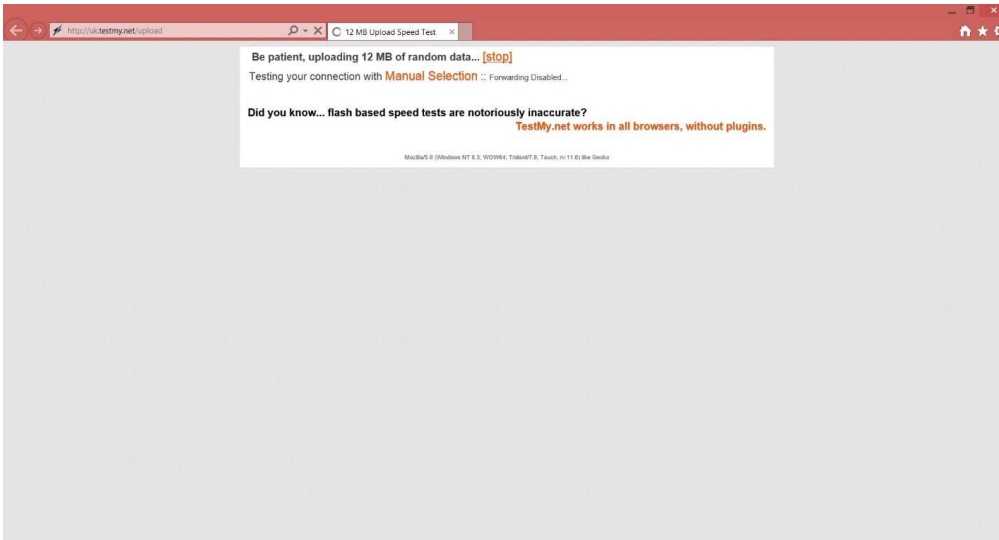 http://uk.testmy.net/upload
12 MB Upload Speed Test
Be patient, uploading 12 MB of random data... [stop]
Testing your connection with Manual Selection :: Forwarding Disabled...
Did you know... flash based speed tests are notoriously inaccurate?
TestMy.net works in all browsers, without plugins.
Mozilla/5.0 (Windows NT 6.3; WOW64; Trident/7.0; Touch; rv:11.0) like Gecko